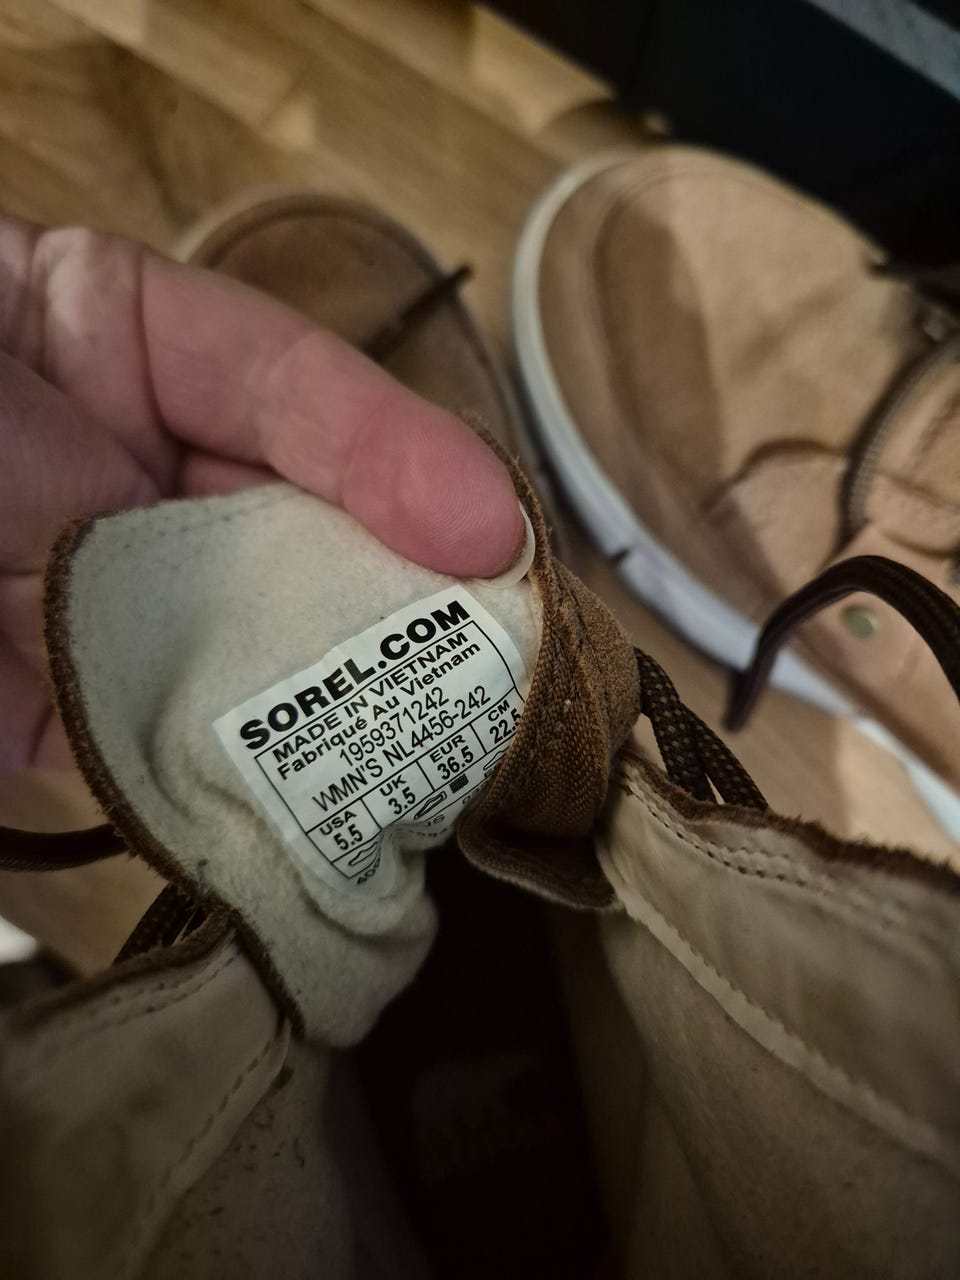 SOREL.COM
MADE IN VIETNAM
Fabriqué Au Vietnam
1959371242
WMN'S NL4456-242
USA UK EUR CM
5.5 3.5 36.5 22.5